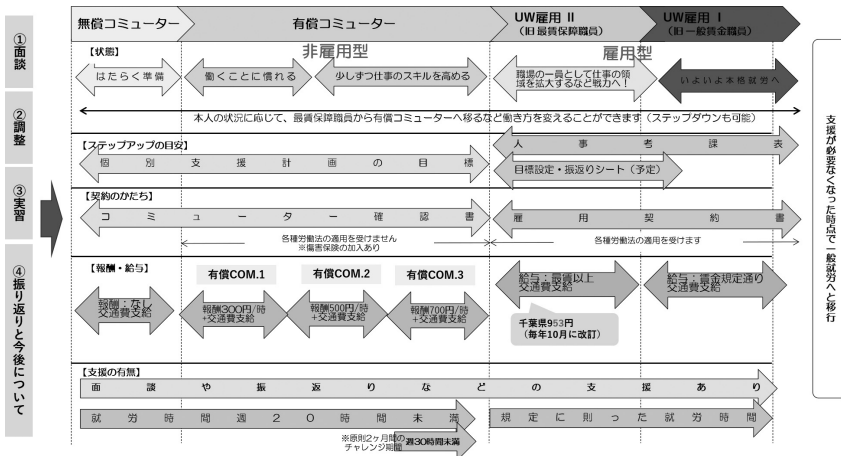 ①面談
②調整
③実習
④振り返りと今後について
無償コミューター
有償コミューター
UW雇用 II
(旧最賃保障職員)
UW雇用 I
(旧一般賃金職員)
【状態】
非雇用型
雇用型
はたらく準備
働くことに慣れる
少しずつ仕事のスキルを高める
職場の一員として仕事の領
域を拡大するなど戦力へ!
いよいよ本格就労へ
本人の状況に応じて、最賃保障職員から有償コミューターへ移るなど働き方を変えることができます(ステップダウンも可能)
【ステップアップの目安】
個別支援計画の目標
人事考課表
目標設定・振返りシート(予定)
【契約のかたち】
コミューター確認書
雇用契約書
各種労働法の適用を受けません
※傷害保険の加入あり
各種労働法の適用を受けます
【報酬・給与】
有償COM.1
有償COM.2
有償COM.3
報酬:なし
交通費支給
報酬300円/時
+交通費支給
報酬500円/時
+交通費支給
報酬700円/時
+交通費支給
給与:最賃以上
交通費支給
給与:賃金規定通り
交通費支給
千葉県953円
(毎年10月に改訂)
【支援の有無】
面談や振返りなどの支援あり
就労時間週20時間未満
規定に則った就労時間
※原則2ヶ月間の
チャレンジ期間
週30時間未満
支援が必要なくなった時点で一般就労へと移行